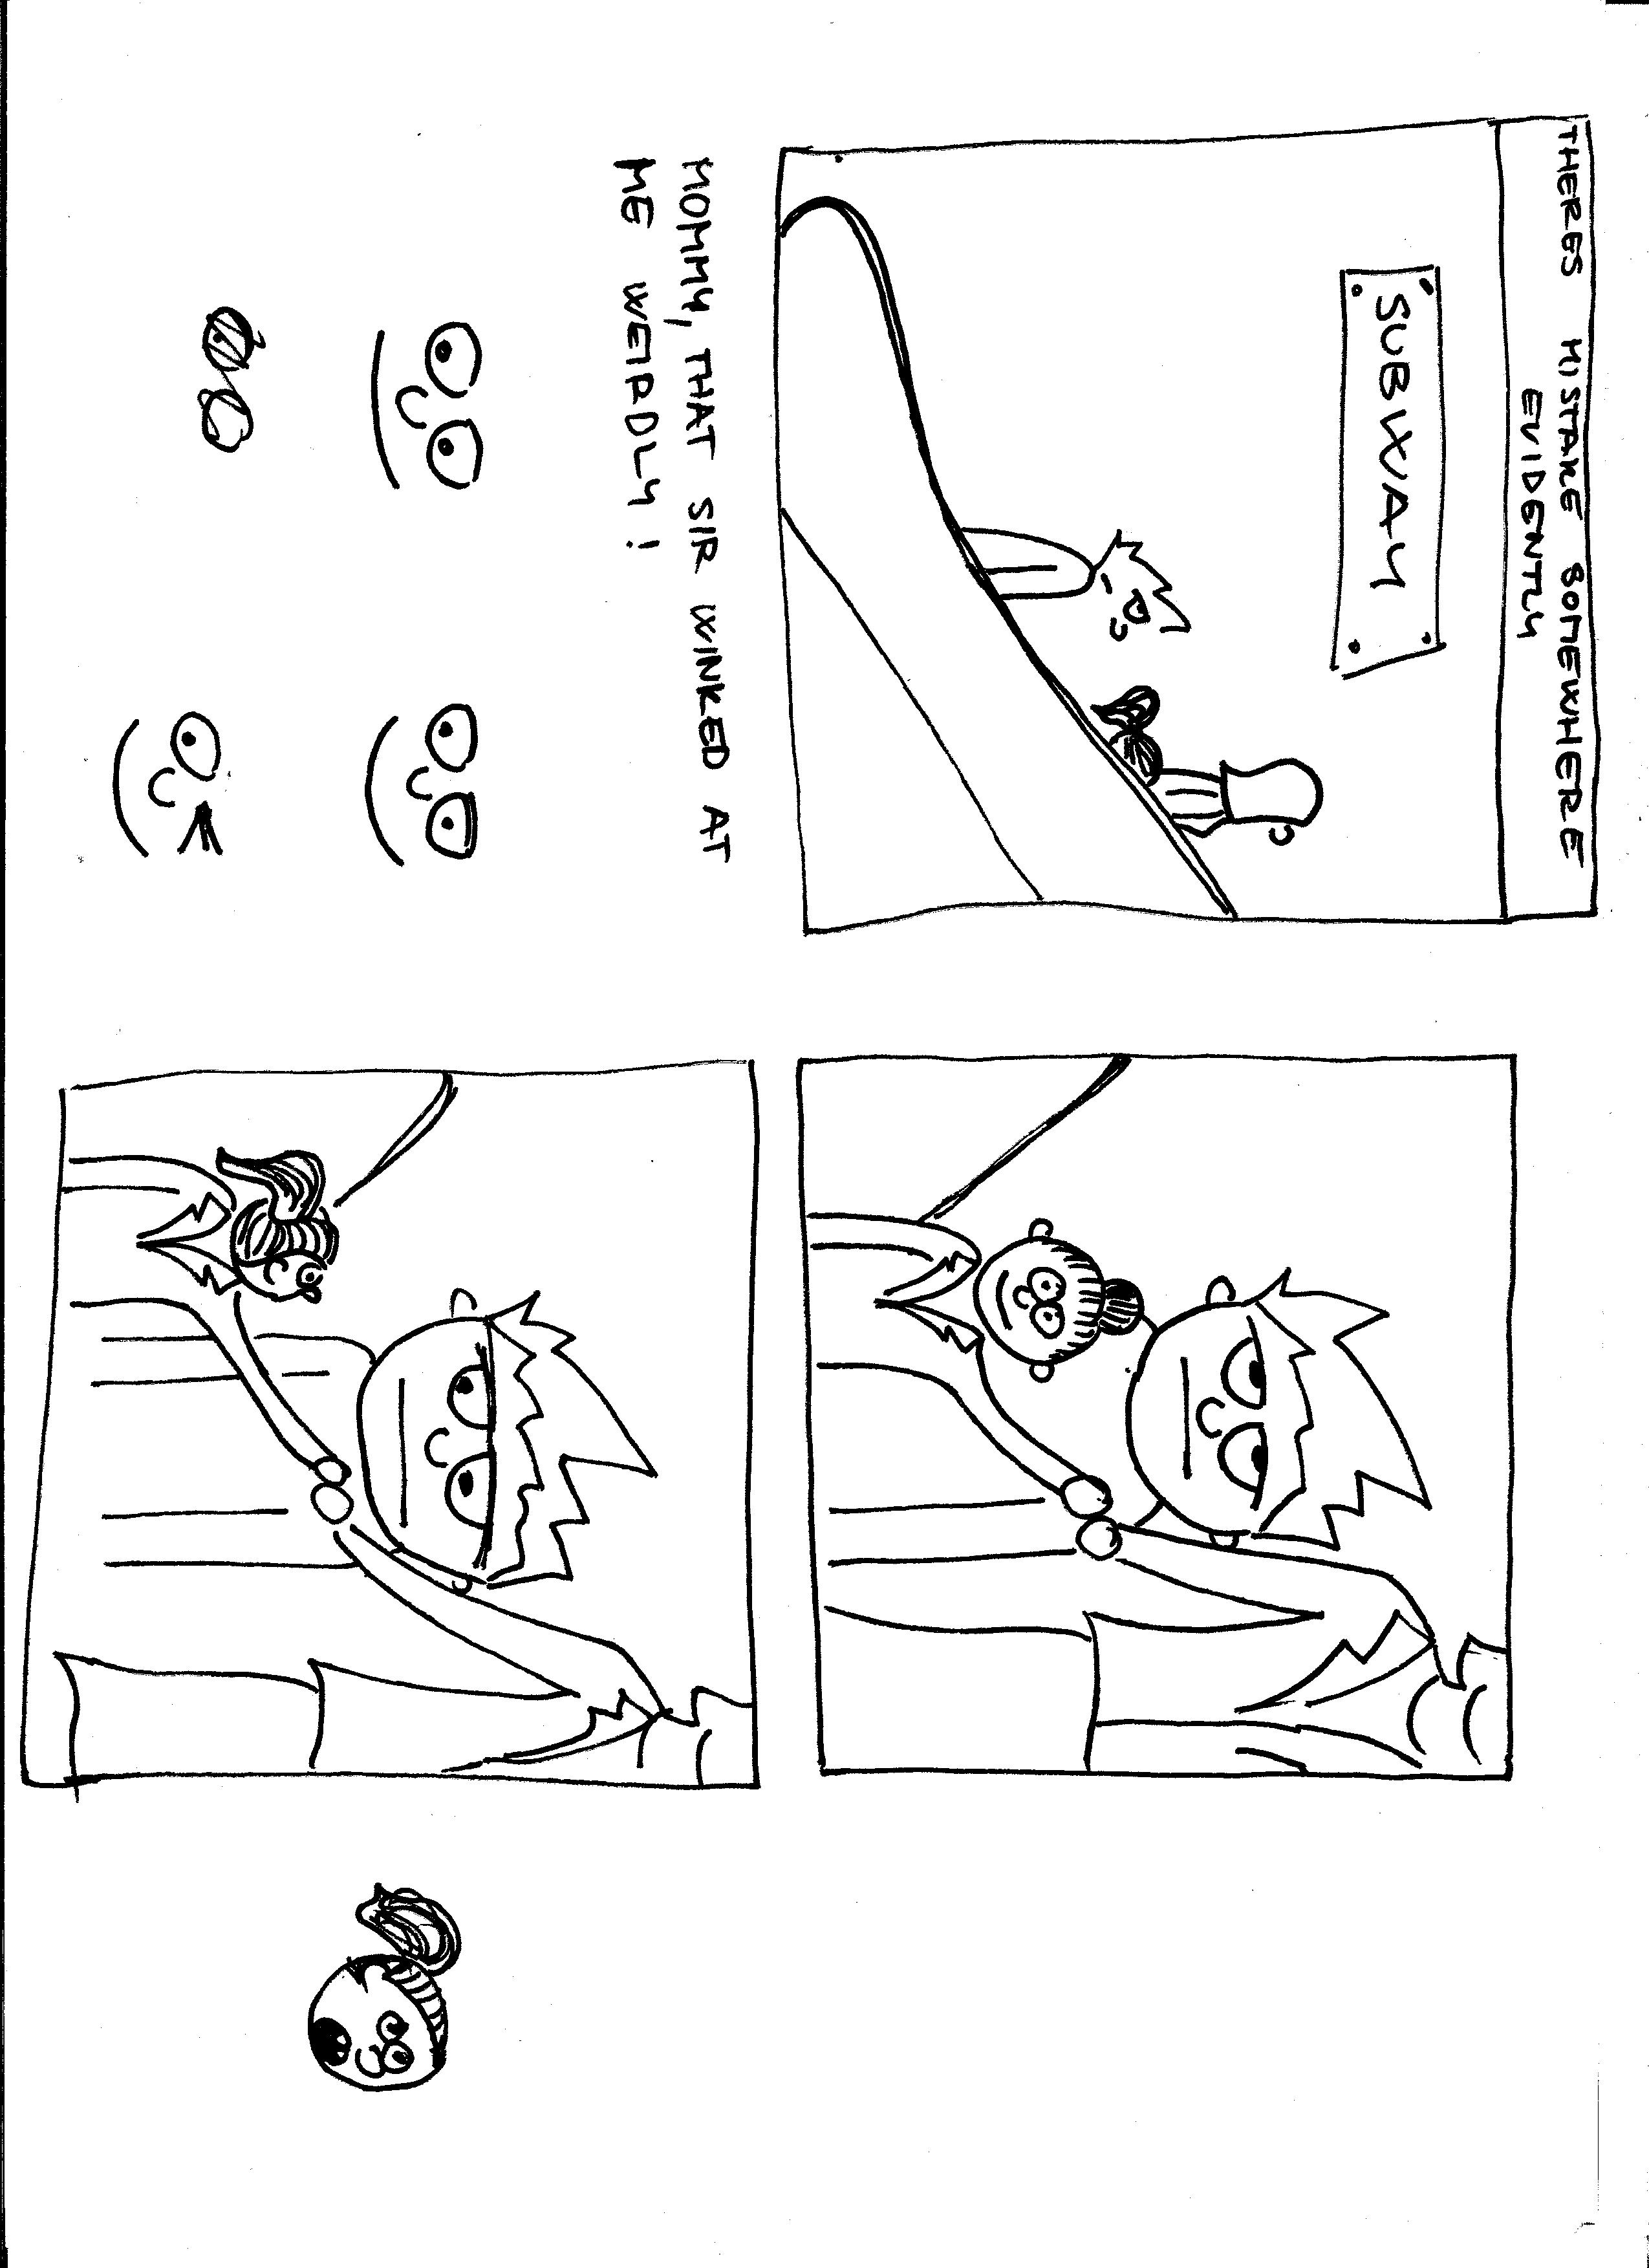 THERES MISTAKE SOMEWHERE
EVIDENTLY
SUBWAY
MOMMY, THAT SIR WINKED AT
ME WEIRDLY!